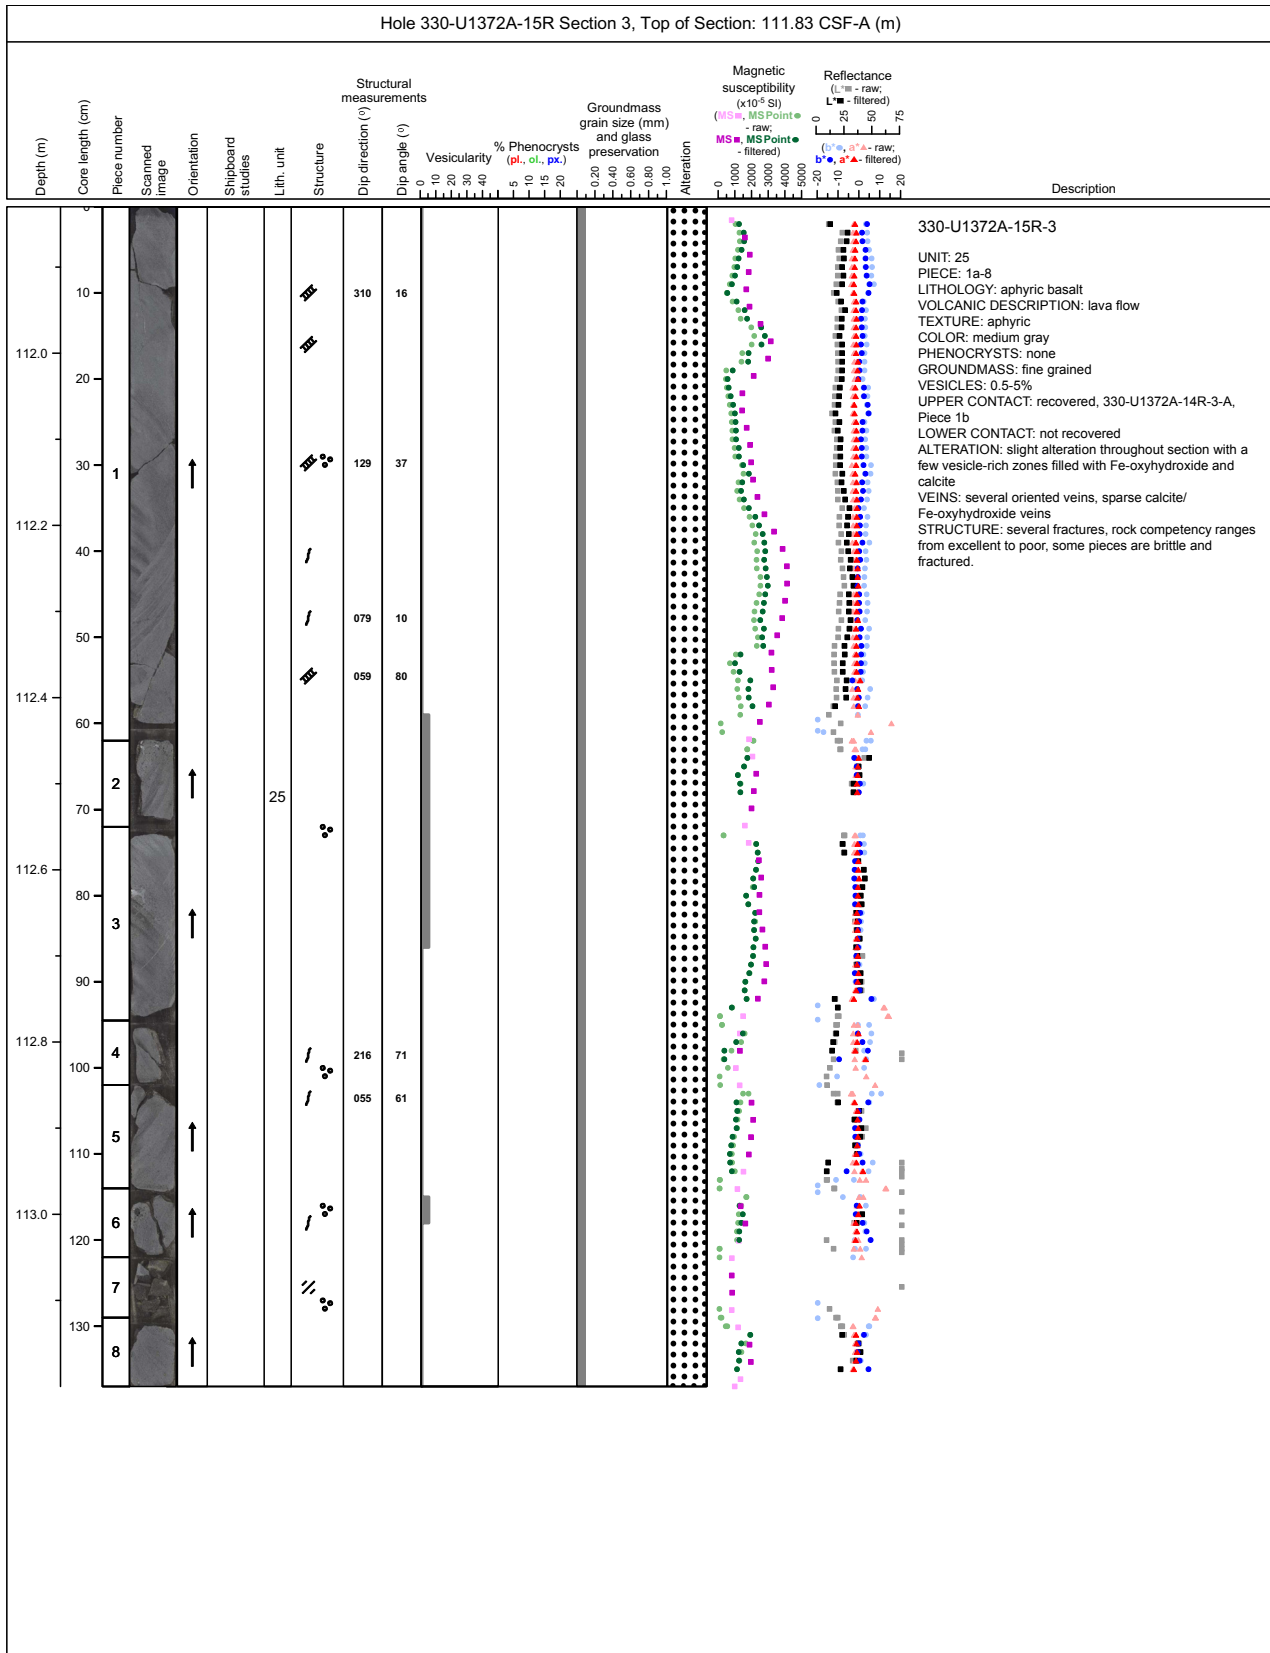 Hole 330-U1372A-15R Section 3, Top of Section: 111.83 CSF-A (m)
Depth (m)
Core length (cm)
Piece number
Scanned image
Orientation
Shipboard studies
Lith. unit
Structure
Structural measurements
Dip direction (°)
Dip angle (°)
Vesicularity
0 10 20 30 40
% Phenocrysts
(pl., ol., px.)
5 10 15 20
Groundmass
grain size (mm)
and glass
preservation
0.20 0.40 0.60 0.80 1.00
Alteration
Magnetic
susceptibility
(x10-5 SI)
(MS, MSPoint
- raw;
MS, MSPoint
- filtered)
0 1000 2000 3000 4000 5000
Reflectance
(L* - raw;
L* - filtered)
0 25 50 75
(b*, a* - raw;
b*, a* - filtered)
-20 -10 0 10 20
Description
0
10 310 16
112.0
20
30 129 37
1
112.2
40
079 10
50
059 80
112.4
60
2
25
70
112.6
80
3
90
112.8
4 216 71
100
055 61
5
110
113.0
6
120
7
130
8
330-U1372A-15R-3
UNIT: 25
PIECE: 1a-8
LITHOLOGY: aphyric basalt
VOLCANIC DESCRIPTION: lava flow
TEXTURE: aphyric
COLOR: medium gray
PHENOCRYSTS: none
GROUNDMASS: fine grained
VESICLES: 0.5-5%
UPPER CONTACT: recovered, 330-U1372A-14R-3-A,
Piece 1b
LOWER CONTACT: not recovered
ALTERATION: slight alteration throughout section with a
few vesicle-rich zones filled with Fe-oxyhydroxide and
calcite
VEINS: several oriented veins, sparse calcite/
Fe-oxyhydroxide veins
STRUCTURE: several fractures, rock competency ranges
from excellent to poor, some pieces are brittle and
fractured.